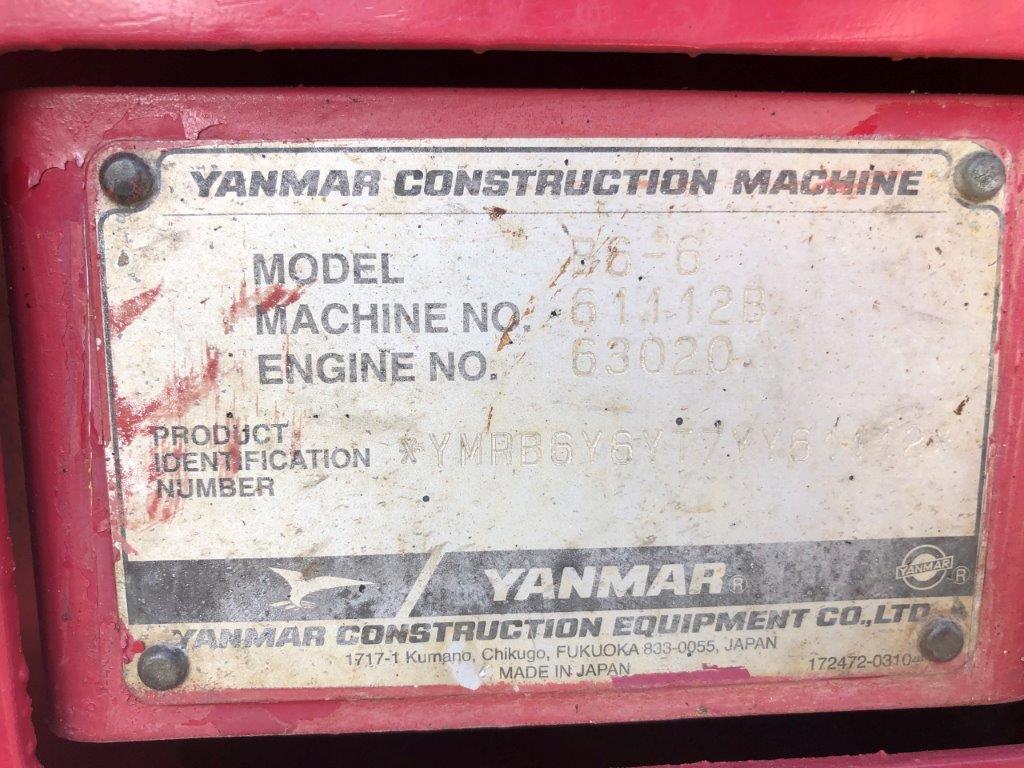 YANMAR CONSTRUCTION MACHINE
MODEL B6-6
MACHINE NO. 61112B
ENGINE NO. 63020
PRODUCT
IDENTIFICATION
NUMBER
YANMAR®
YANMAR ®
YANMAR CONSTRUCTION EQUIPMENT CO.,LTD.
1717-1 Kumano, Chikugo, FUKUOKA 833-0055, JAPAN
MADE IN JAPAN
172472-0310